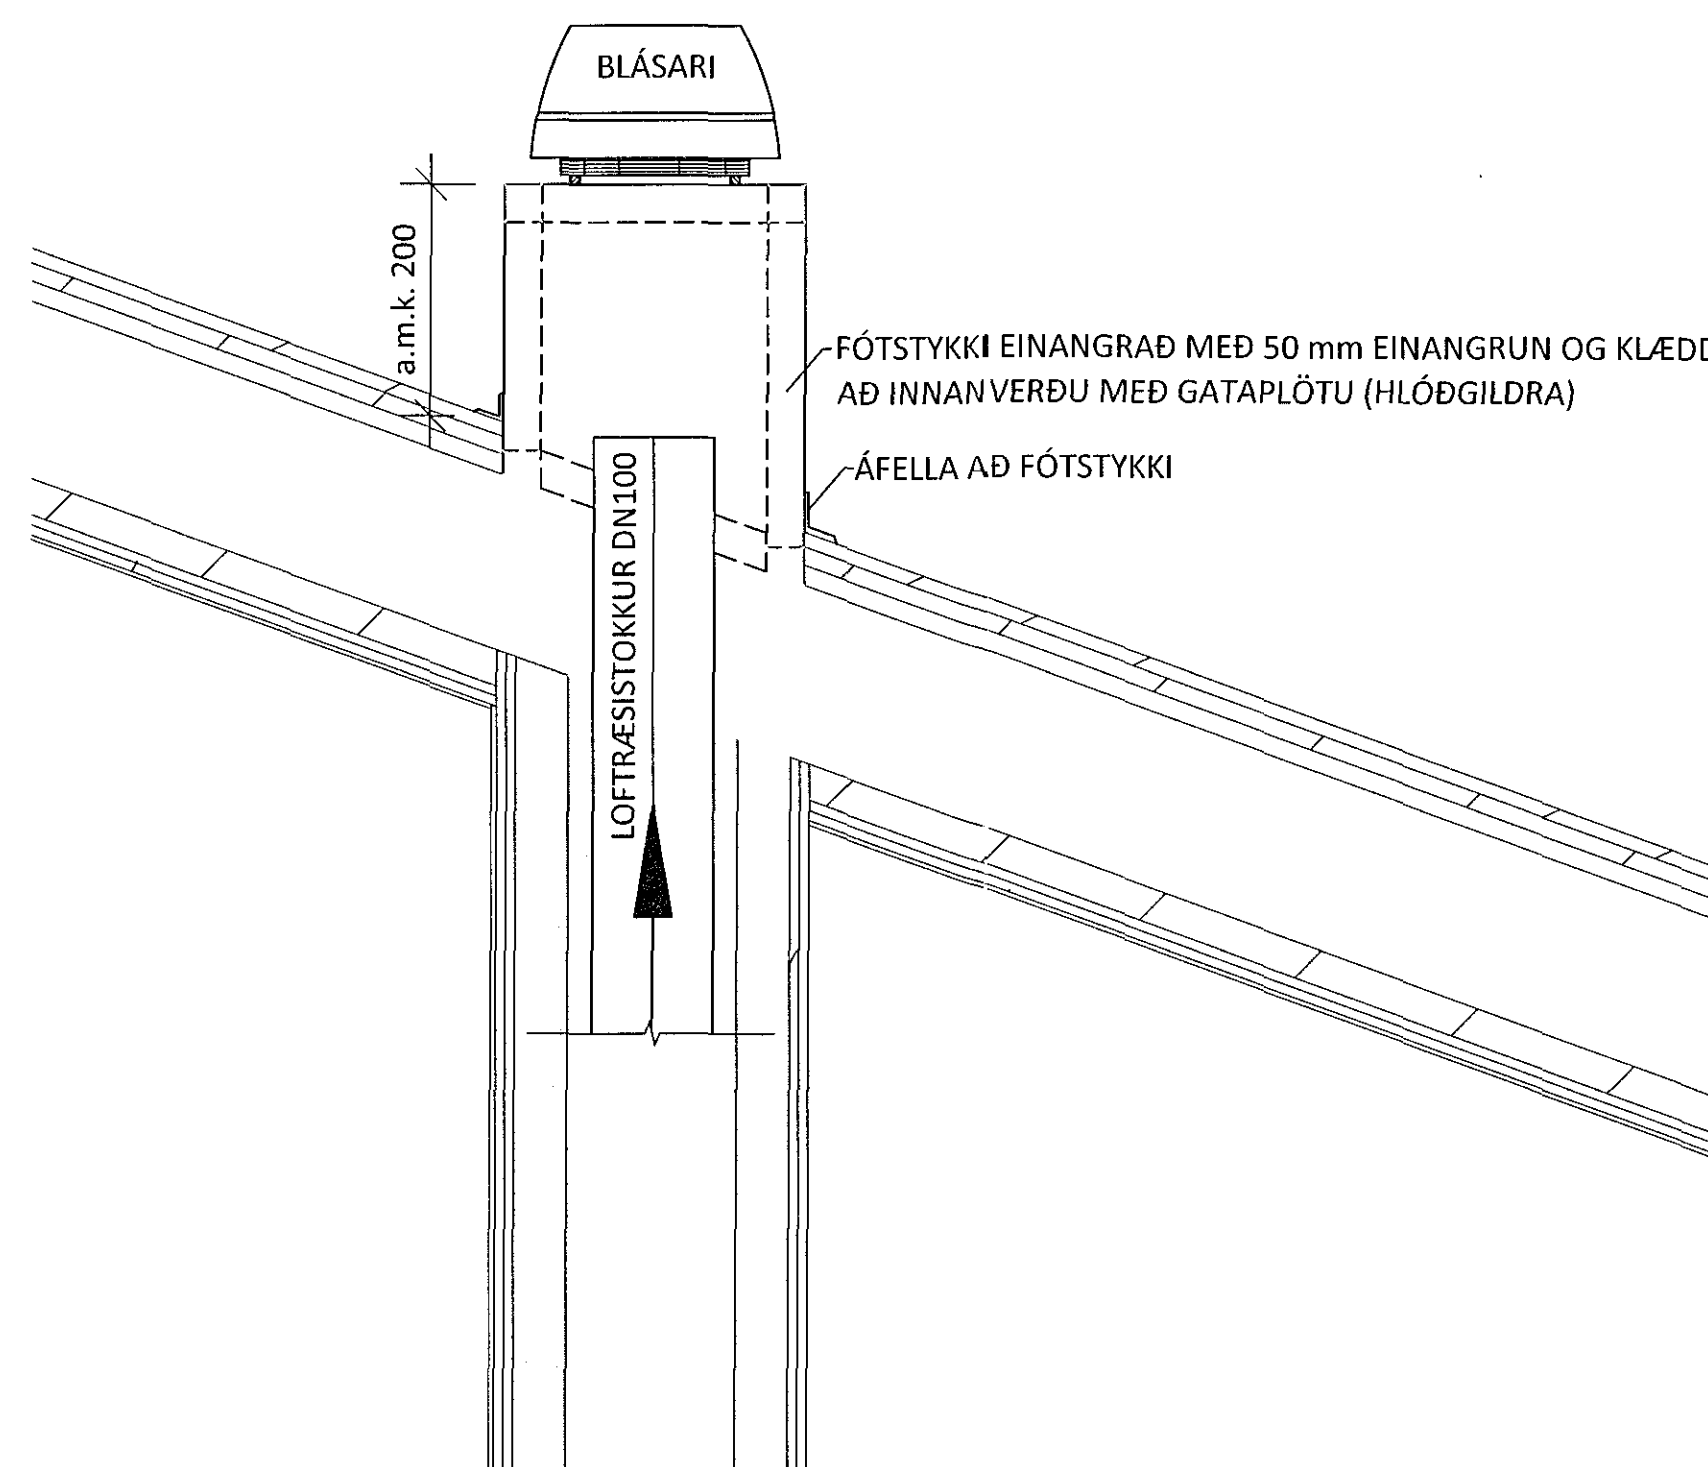 BLÁSARI
a.m.k. 200
FÓTSTYKKI EINANGRAÐ MEÐ 50 mm EINANGRUN OG KLÆDD
AÐ INNANVERÐU MEÐ GATAPLÖTU (HLÓÐGILDRA)
ÁFELLA AÐ FÓTSTYKKI
LOFTRÆSISTOKKUR DN100